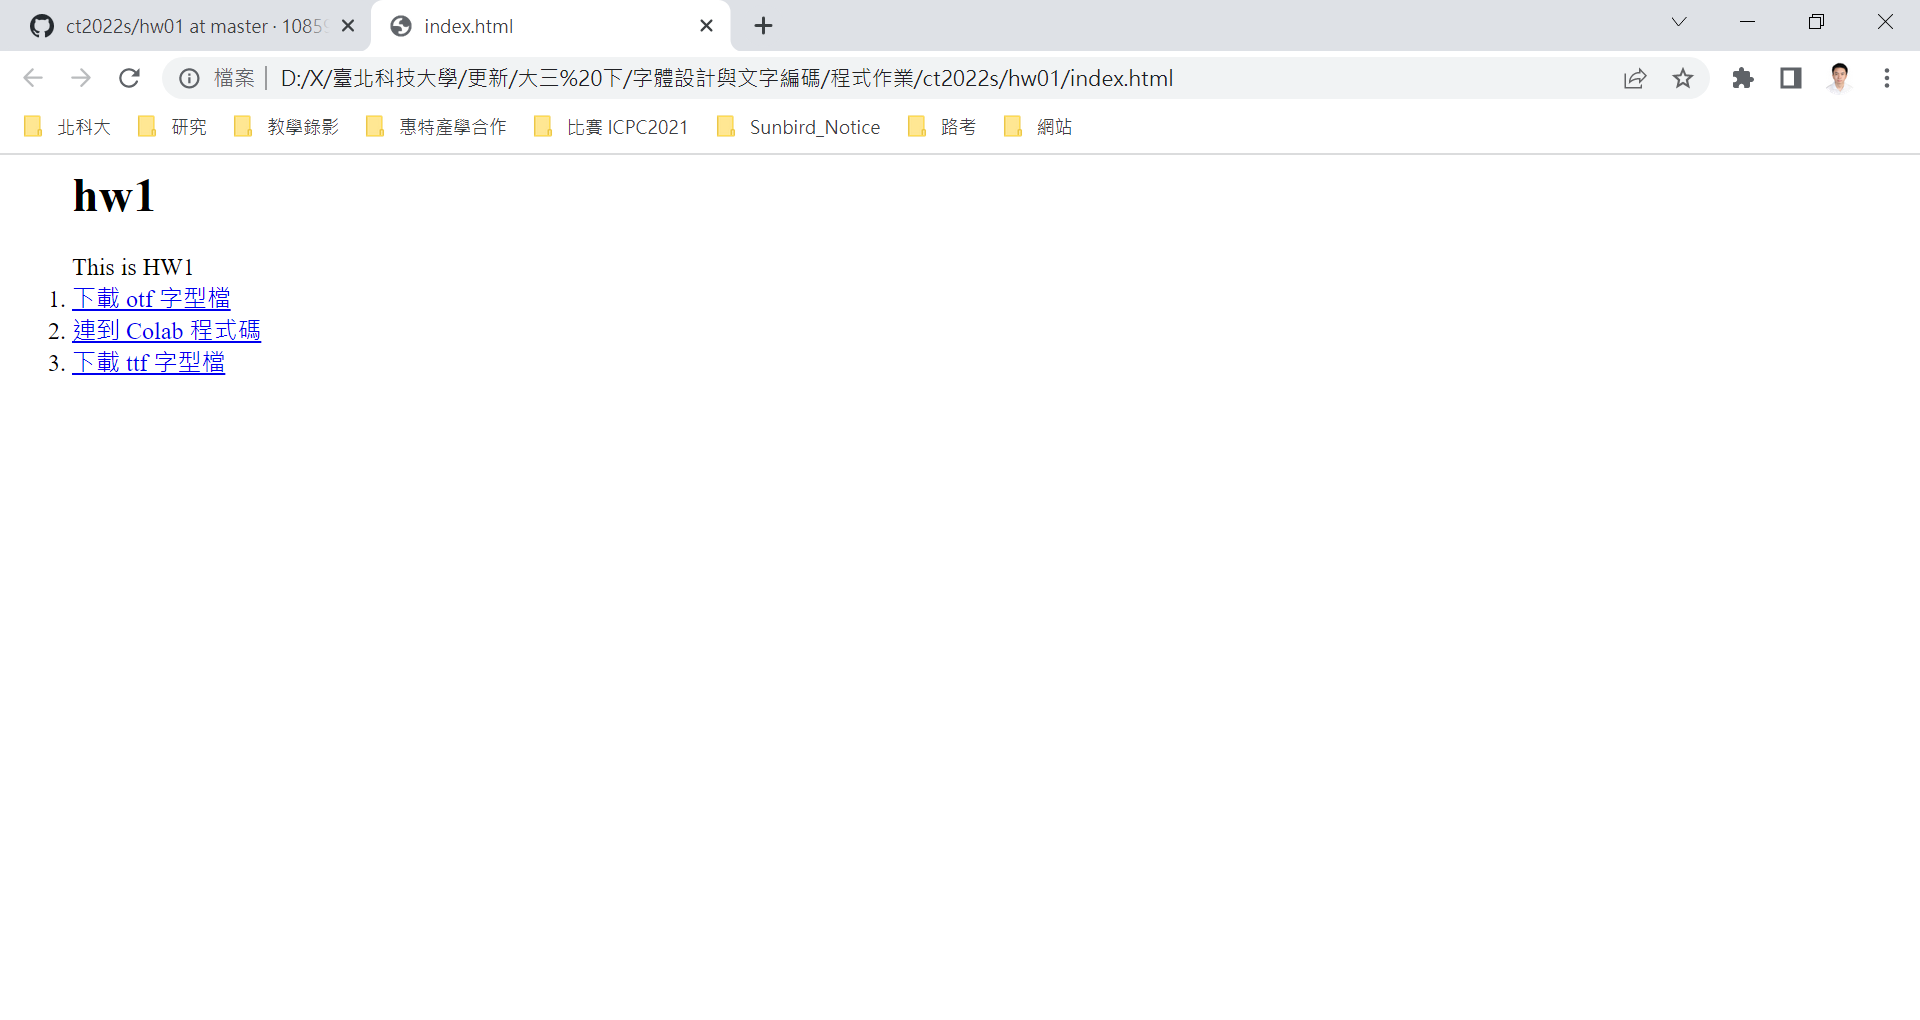 ct2022s/hw01 at master · 1085
index.html
檔案 D:/X/臺北科技大學/更新/大三%20下/字體設計與文字編碼/程式作業/ct2022s/hw01/index.html
北科大 研究 教學錄影 惠特產學合作 比賽 ICPC2021 Sunbird_Notice 路考 網站
hw1
This is HW1
1. 下載 otf 字型檔
2. 連到 Colab 程式碼
3. 下載 ttf 字型檔